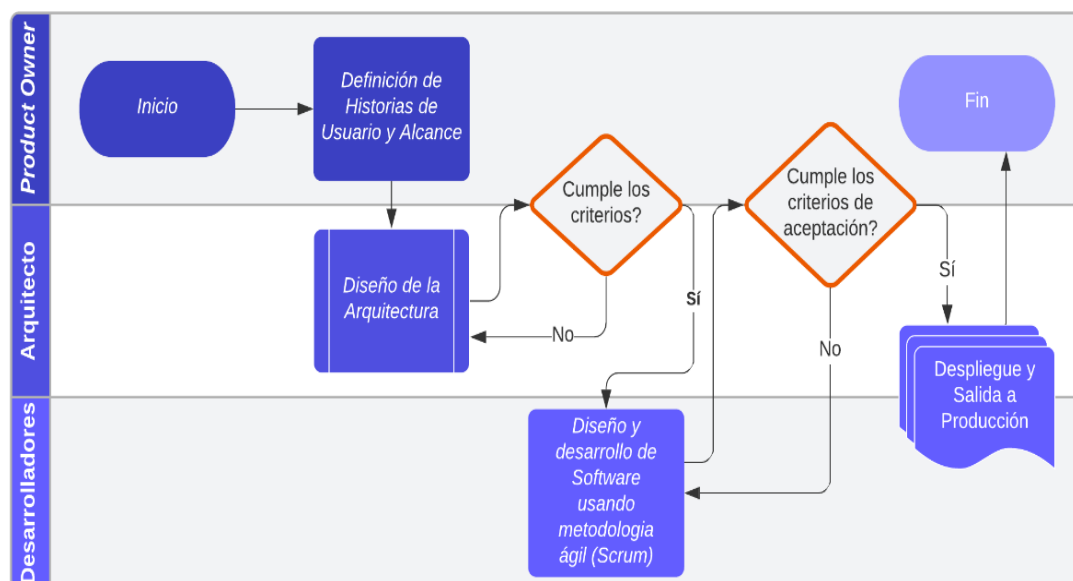 Product Owner
Inicio
Definición de
Historias de
Usuario y Alcance
Fin
Cumple los
criterios?
Cumple los
criterios de
aceptación?
Arquitecto
Diseño de la
Arquitectura
No
Sí
No
Sí
Despliegue y
Salida a
Producción
Desarrolladores
Diseño y
desarrollo de
Software
usando
metodologia
ágil (Scrum)